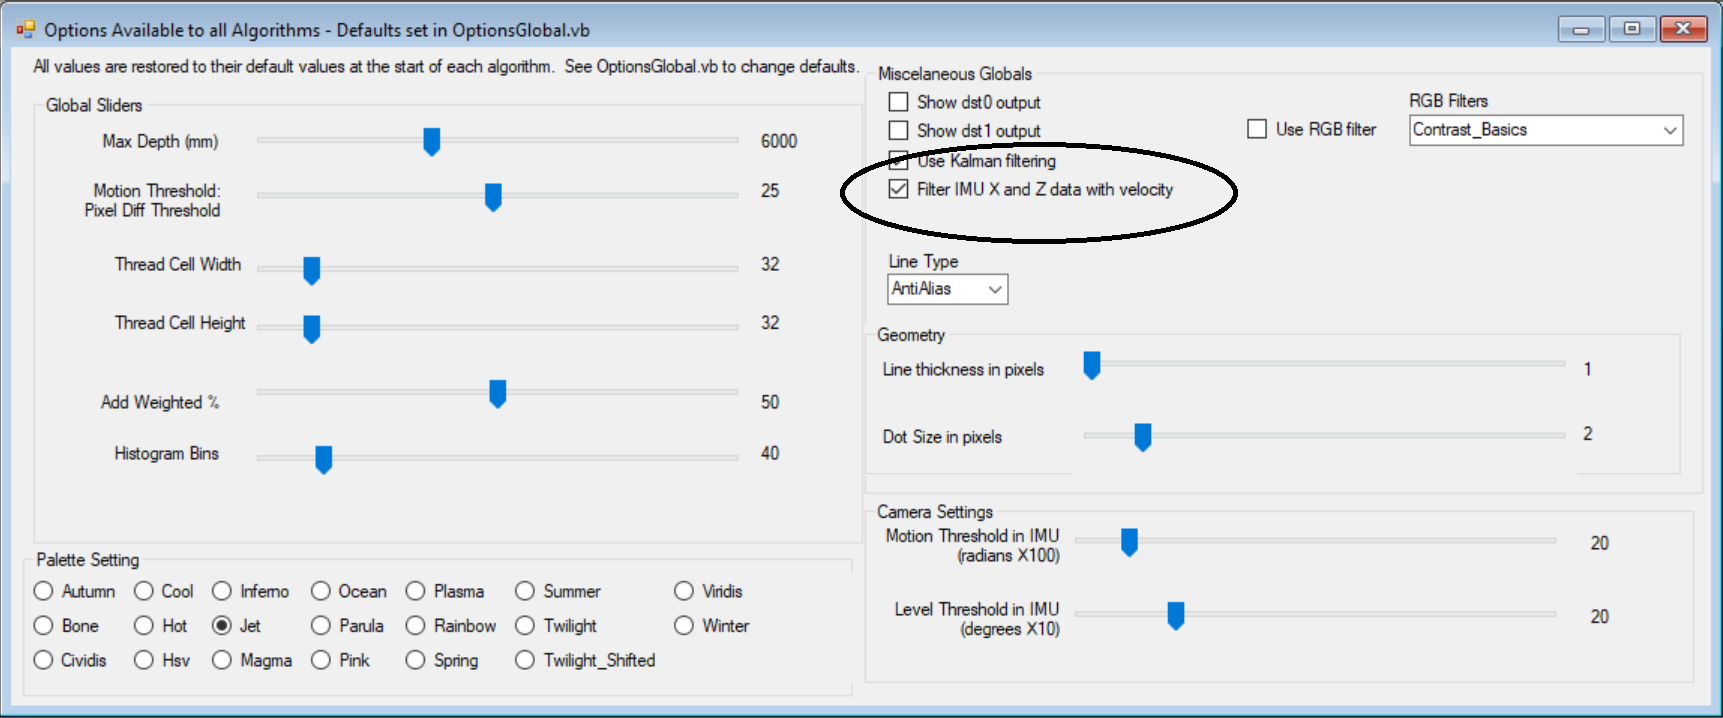 Options Available to all Algorithms - Defaults set in OptionsGlobal.vb
All values are restored to their default values at the start of each algorithm.  See OptionsGlobal.vb to change defaults.
Global Sliders
Max Depth (mm) 6000
Motion Threshold: 25
Pixel Diff Threshold
Thread Cell Width 32
Thread Cell Height 32
Add Weighted % 50
Histogram Bins 40
Palette Setting
Autumn Cool Inferno Ocean Plasma Summer Viridis
Bone Hot Jet Parula Rainbow Twilight Winter
Cividis Hsv Magma Pink Spring Twilight_Shifted
Miscelaneous Globals
Show dst0 output
Show dst1 output
Use Kalman filtering
Filter IMU X and Z data with velocity
Use RGB filter
RGB Filters
Contrast_Basics
Line Type
AntiAlias
Geometry
Line thickness in pixels 1
Dot Size in pixels 2
Camera Settings
Motion Threshold in IMU 20
(radians X100)
Level Threshold in IMU 20
(degrees X10)